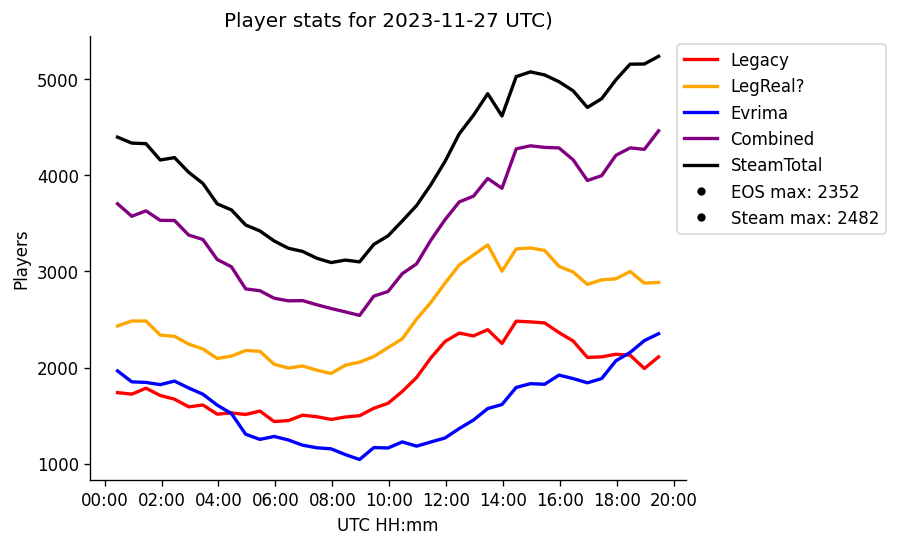 Player stats for 2023-11-27 UTC)
Legacy
LegReal?
Evrima
Combined
SteamTotal
EOS max: 2352
Steam max: 2482
Players
5000
4000
3000
2000
1000
00:00 02:00 04:00 06:00 08:00 10:00 12:00 14:00 16:00 18:00 20:00
UTC HH:mm